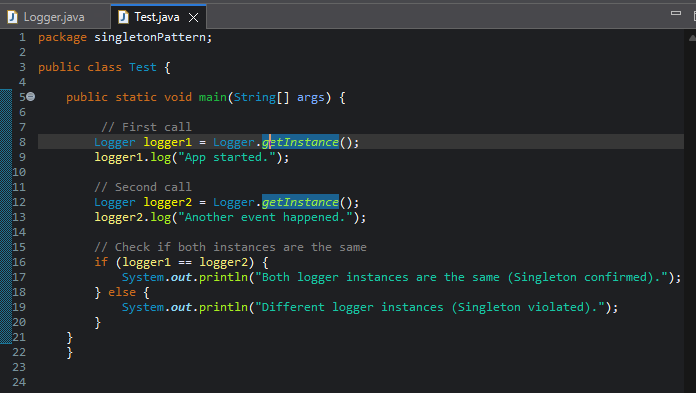 Logger.java Test.java
1 package singletonPattern;
2
3 public class Test {
4
5 public static void main(String[] args) {
6
7 // First call
8 Logger logger1 = Logger.getInstance();
9 logger1.log("App started.");
10
11 // Second call
12 Logger logger2 = Logger.getInstance();
13 logger2.log("Another event happened.");
14
15 // Check if both instances are the same
16 if (logger1 == logger2) {
17 System.out.println("Both logger instances are the same (Singleton confirmed).");
18 } else {
19 System.out.println("Different logger instances (Singleton violated).");
20 }
21 }
22 }
23
24